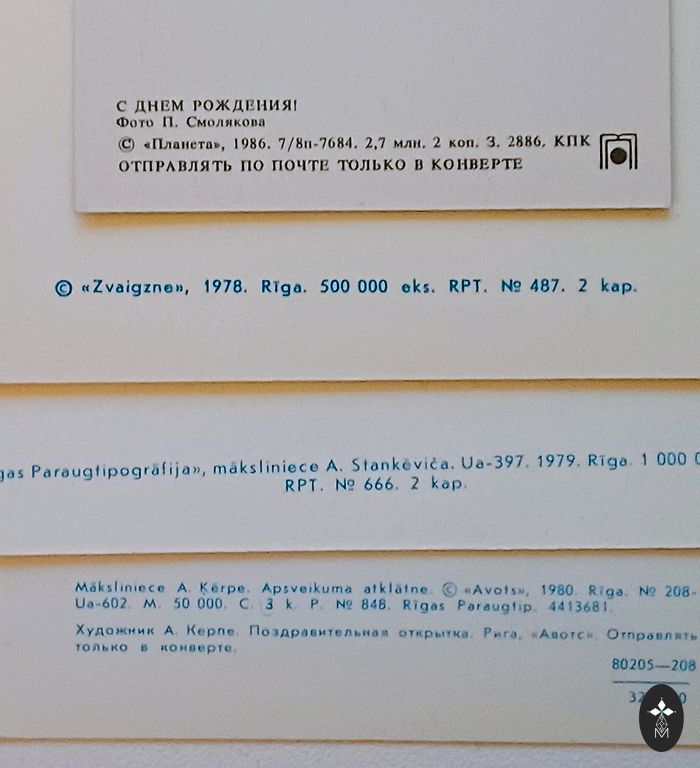 С ДНЕМ РОЖДЕНИЯ!
Фото П. Смолякова
© «Планета», 1986. 7/8п-7684. 2,7 млн. 2 коп. З. 2886. КПК
ОТПРАВЛЯТЬ ПО ПОЧТЕ ТОЛЬКО В КОНВЕРТЕ
© «Zvaigzne», 1978. Rīga. 500 000 eks. RPT. № 487. 2 kap.
gas Paraugtipogrāfija», māksliniece A. Stankēviča. Ua-397. 1979. Rīga. 1 000 0
RPT. № 666. 2 kap.
Māksliniece A. Ķērpe. Apsveikuma atklātne. © «Avots», 1980. Rīga. № 208-
Ua-602. M. 50 000. C. 3 k. P. № 848. Rīgas Paraugtip. 4413681.
Художник А. Керпе. Поздравительная открытка. Рига, «Авотс». Отправлять
только в конверте.
80205—208
M